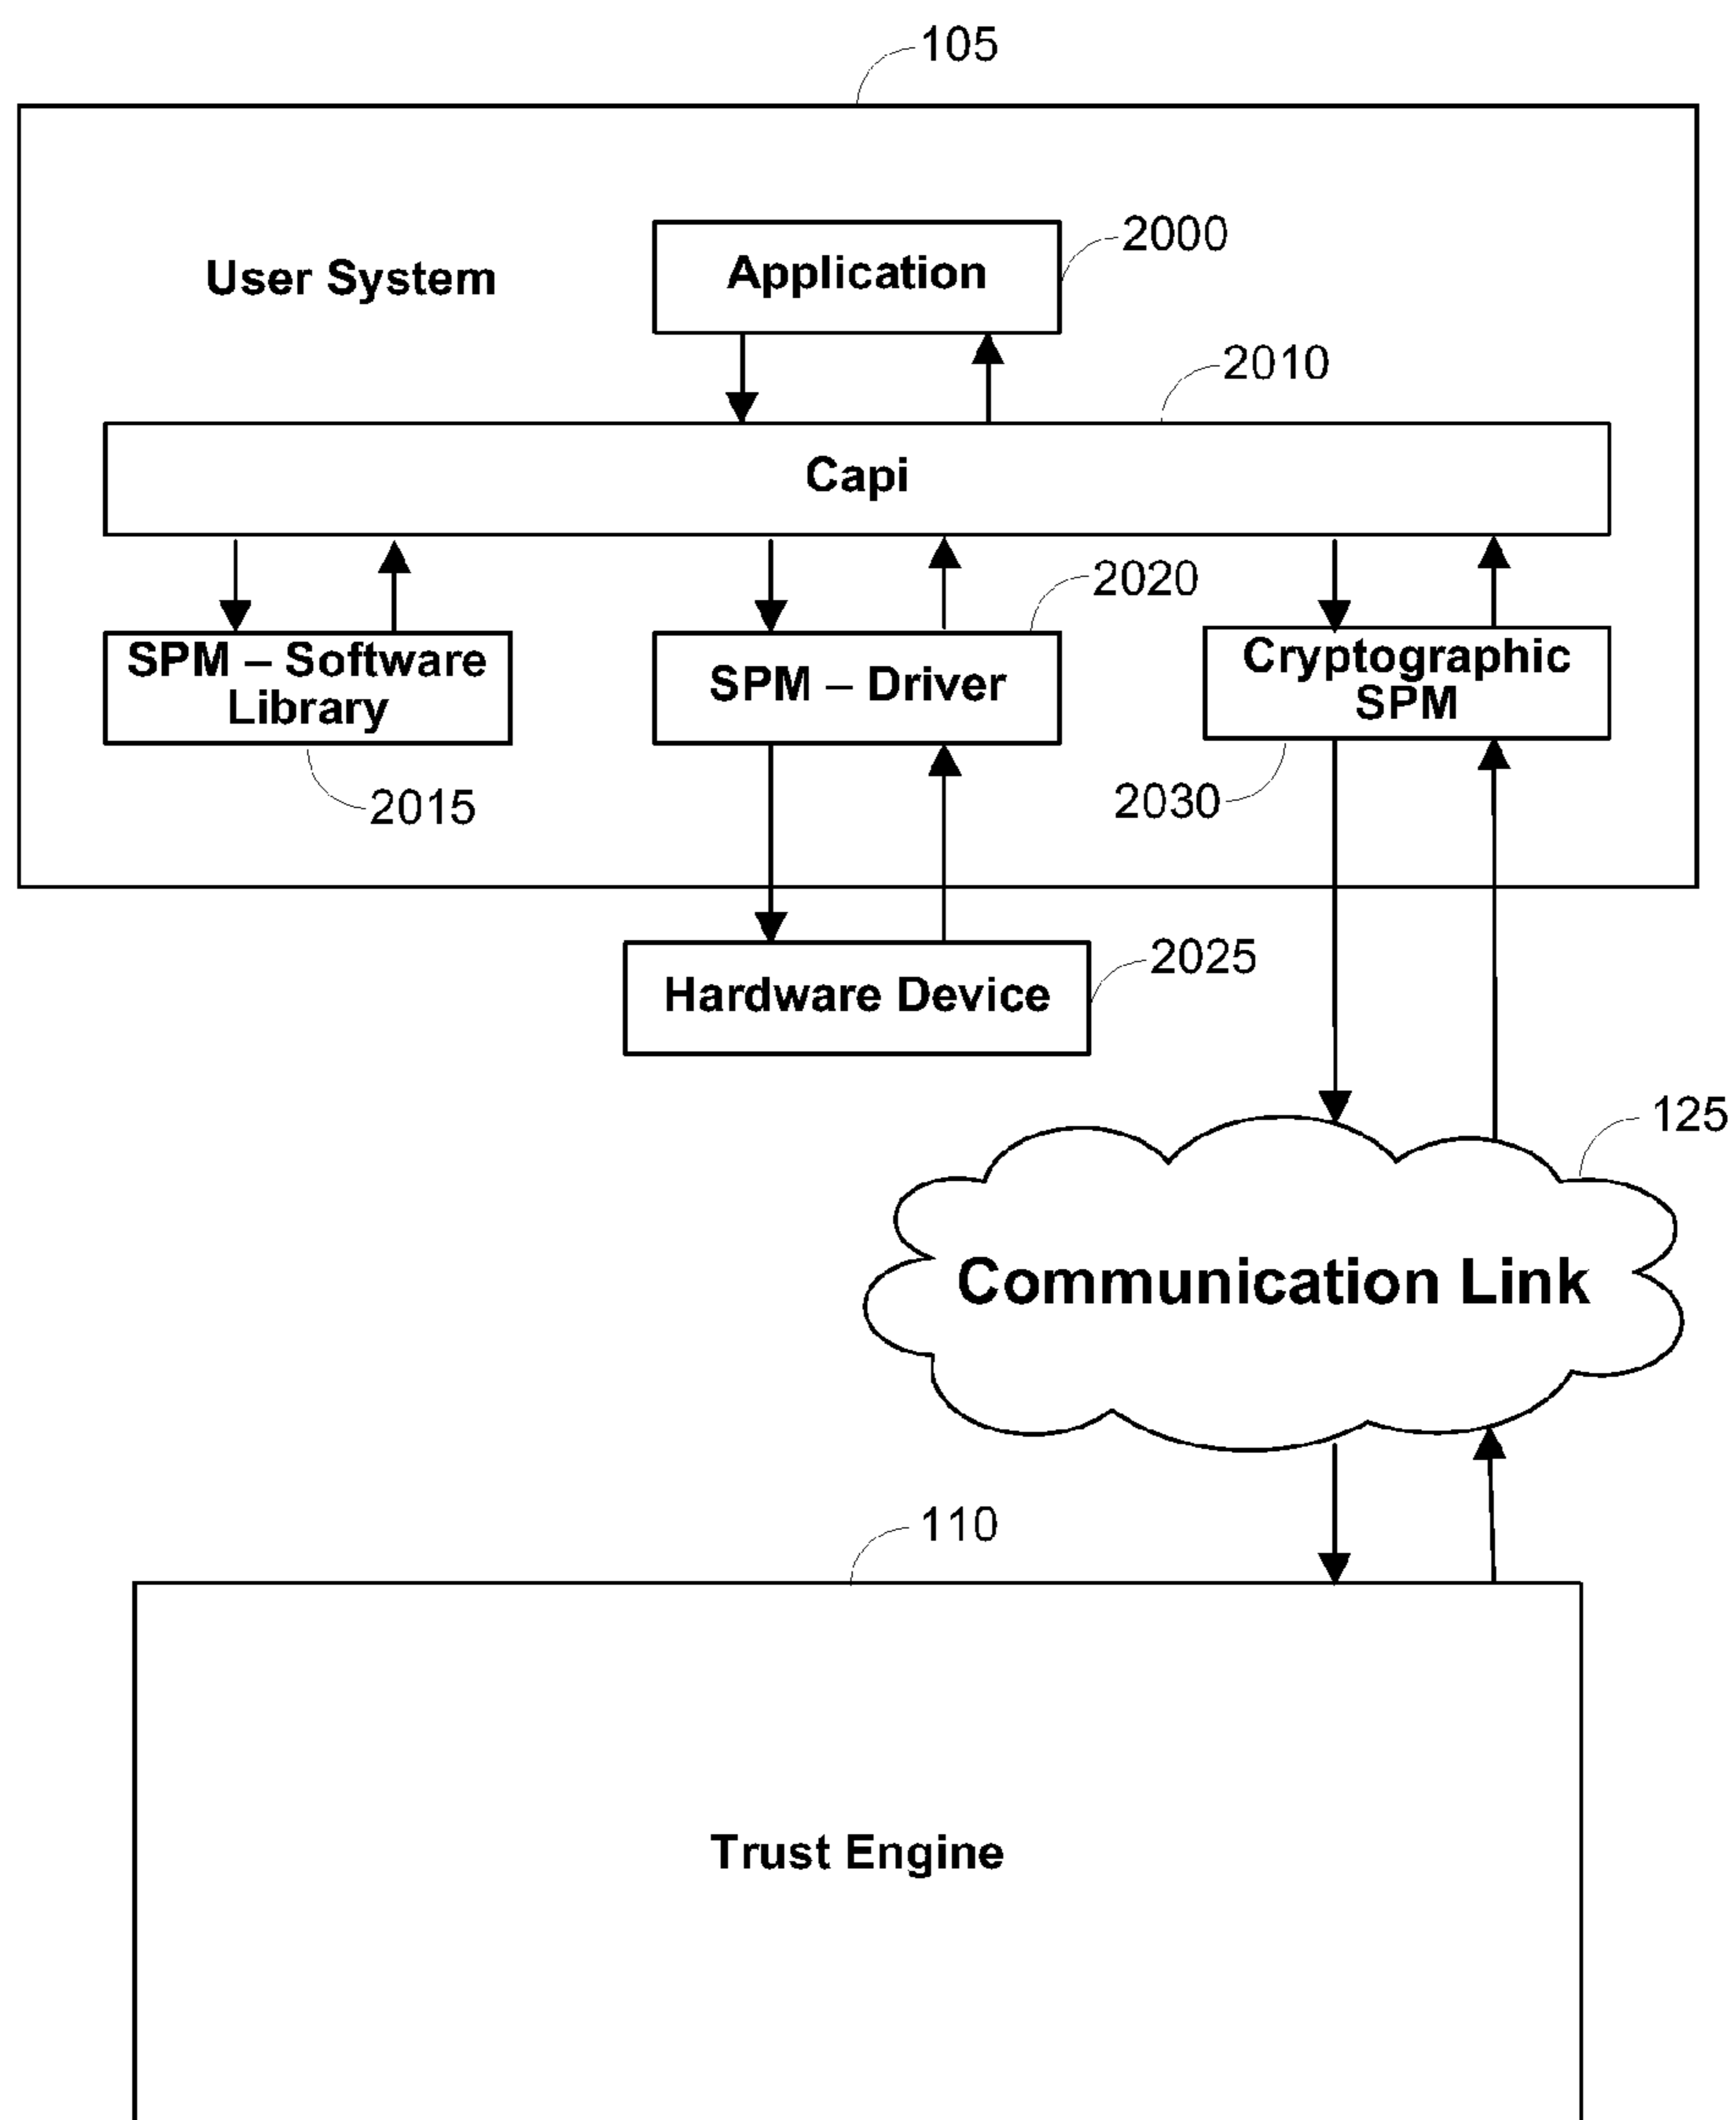 105
2000
User System
Application
2010
Capi
2020
SPM – Software
Library
SPM – Driver
Cryptographic
SPM
2015
2030
2025
Hardware Device
125
Communication Link
110
Trust Engine